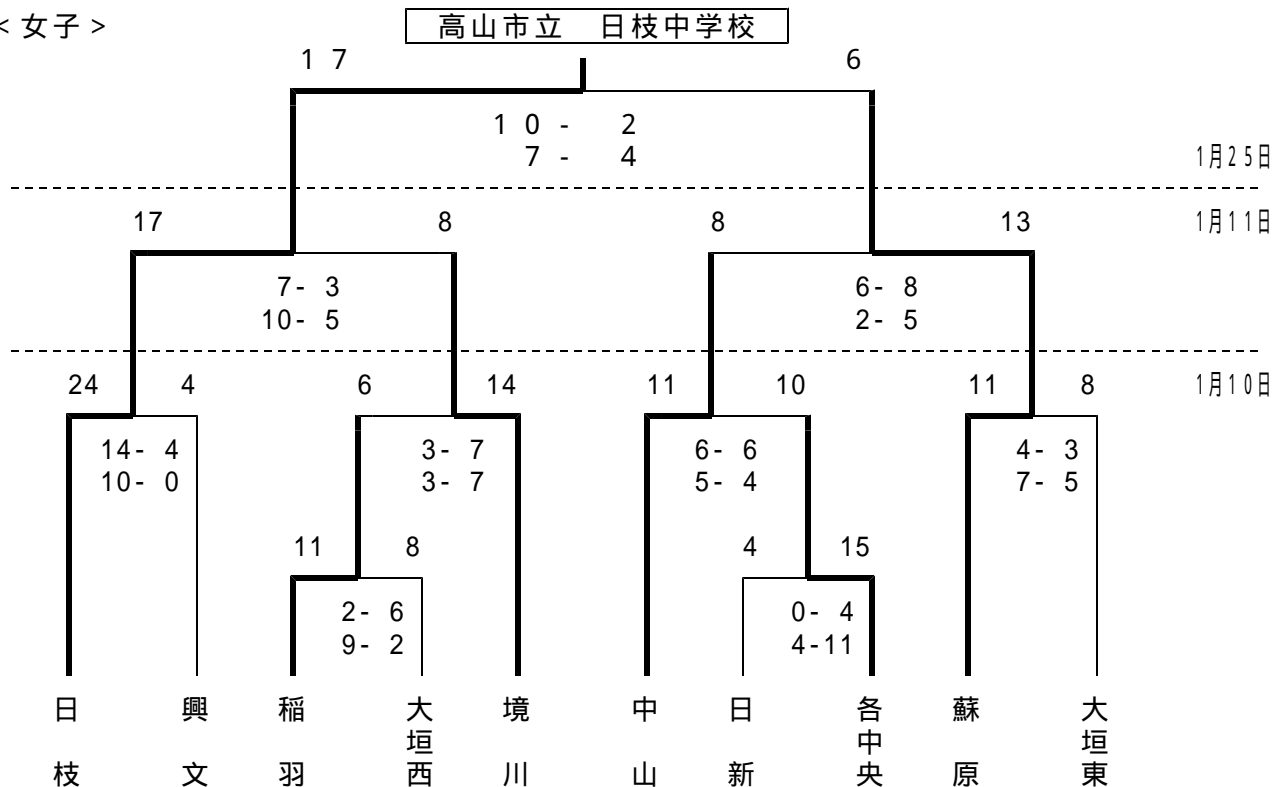 <女子>
高山市立　日枝中学校
17 6
10- 2
7- 4
1月25日
17 8 8 13
1月11日
7- 3 6- 8
10- 5 2- 5
24 4 6 14 11 10 11 8
1月10日
14- 4 3- 7 6- 6 4- 3
10- 0 3- 7 5- 4 7- 5
11 8 4 15
2- 6 0- 4
9- 2 4-11
日枝 興文 稲羽 大垣西 境川 中山 日新 各中央 蘇原 大垣東